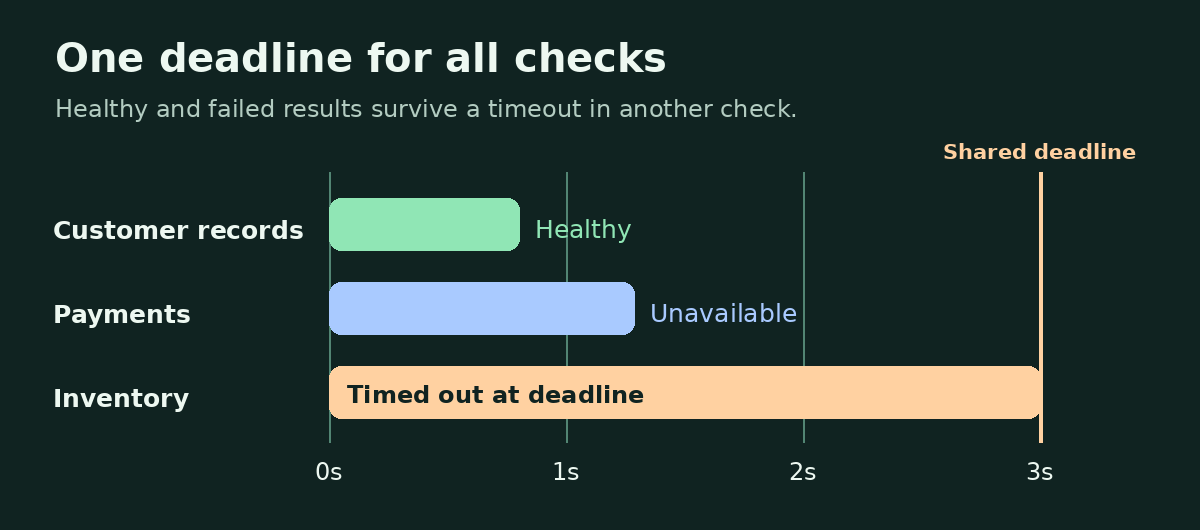 One deadline for all checks
Healthy and failed results survive a timeout in another check.
Shared deadline
Customer records
Healthy
Payments
Unavailable
Inventory
Timed out at deadline
0s
1s
2s
3s